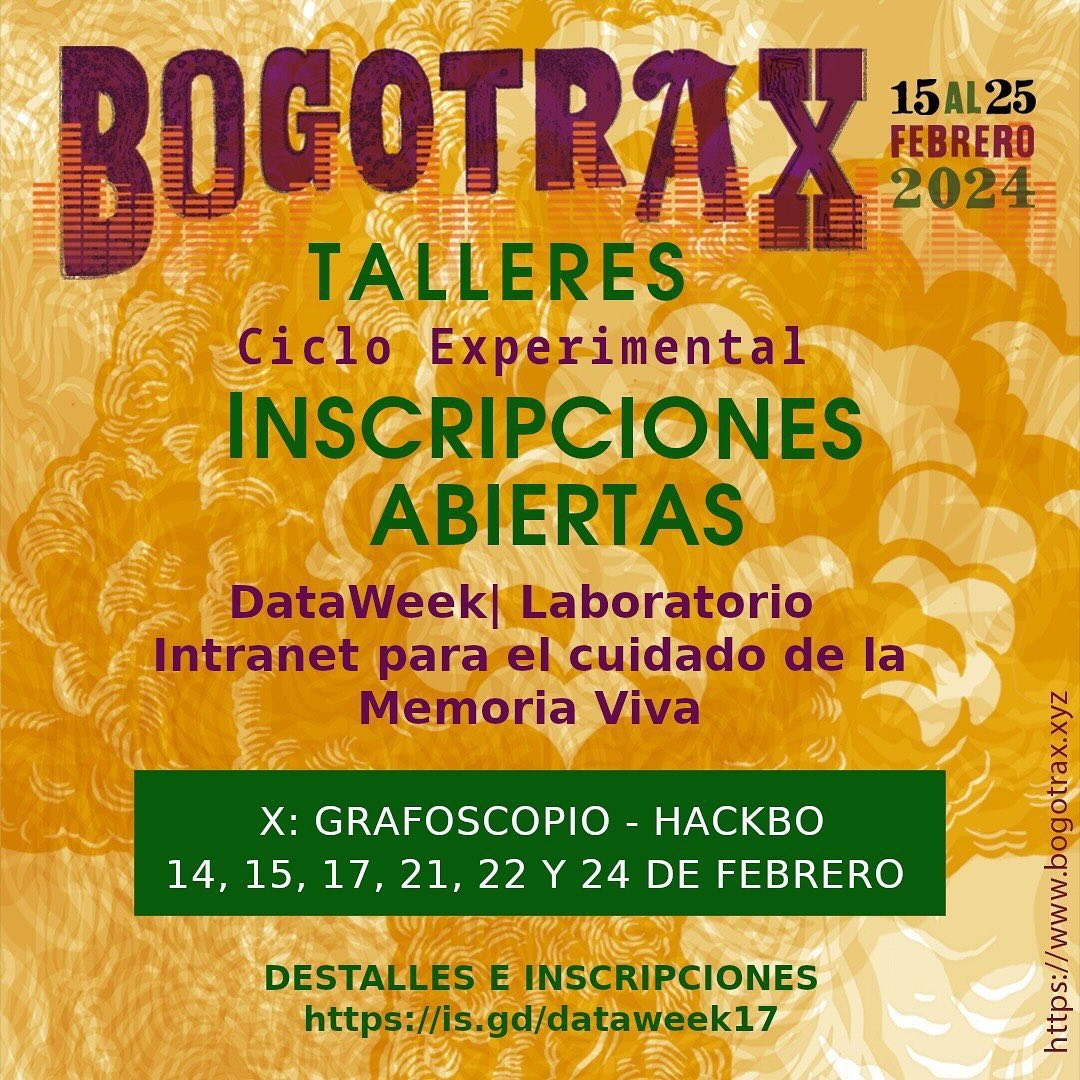 BOGOTRAX
15 AL 25
FEBRERO
2024
TALLERES
Ciclo Experimental
INSCRIPCIONES
ABIERTAS
DataWeek| Laboratorio
Intranet para el cuidado de la
Memoria Viva
X: GRAFOSCOPIO - HACKBO
14, 15, 17, 21, 22 Y 24 DE FEBRERO
DESTALLES E INSCRIPCIONES
https://is.gd/dataweek17
https://www.bogotrax.xyz